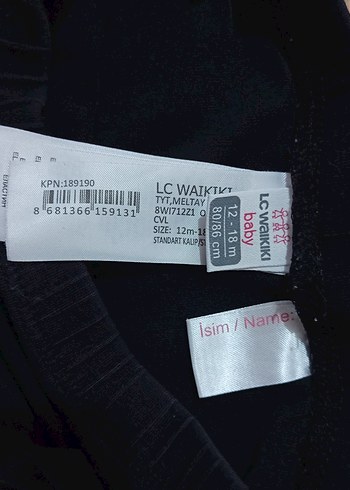 KPN:189190
8 681366 159131
LC WAIKIKI
TYT,MELTAY
8WI712Z1
CVL
SIZE: 12m-18
STANDART KALIP/ST
LC WAIKIKI
baby
12 - 18 m
80/86 cm
İsim / Name: